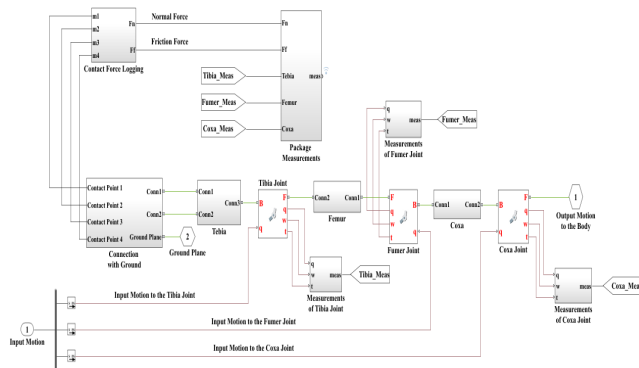 m1
m2
m3
m4
Fn
Ff
Contact Force Logging
Normal Force
Friction Force
Fn
Ff
Tebia
Femur
Coxa
meas
Package
Measurements
Tibia_Meas
Fumer_Meas
Coxa_Meas
q
w
t
meas
Fumer_Meas
Measurements
of Fumer Joint
Contact Point 1
Contact Point 2
Contact Point 3
Contact Point 4
Conn1
Conn2
Ground Plane
Connection
with Ground
2
Ground Plane
Conn1
Conn2
Conn3
Tebia
Tibia Joint
B
q
F
q
w
t
Conn2
Conn1
Femur
F
q
w
t
B
q
Fumer Joint
Conn1
Conn2
Coxa
B
q
F
q
w
t
Coxa Joint
1
Output Motion
to the Body
q
w
t
meas
Tibia_Meas
Measurements
of Tibia Joint
q
w
t
meas
Coxa_Meas
Measurements
of Coxa Joint
1
Input Motion
Input Motion to the Tibia Joint
Input Motion to the Fumer Joint
Input Motion to the Coxa Joint